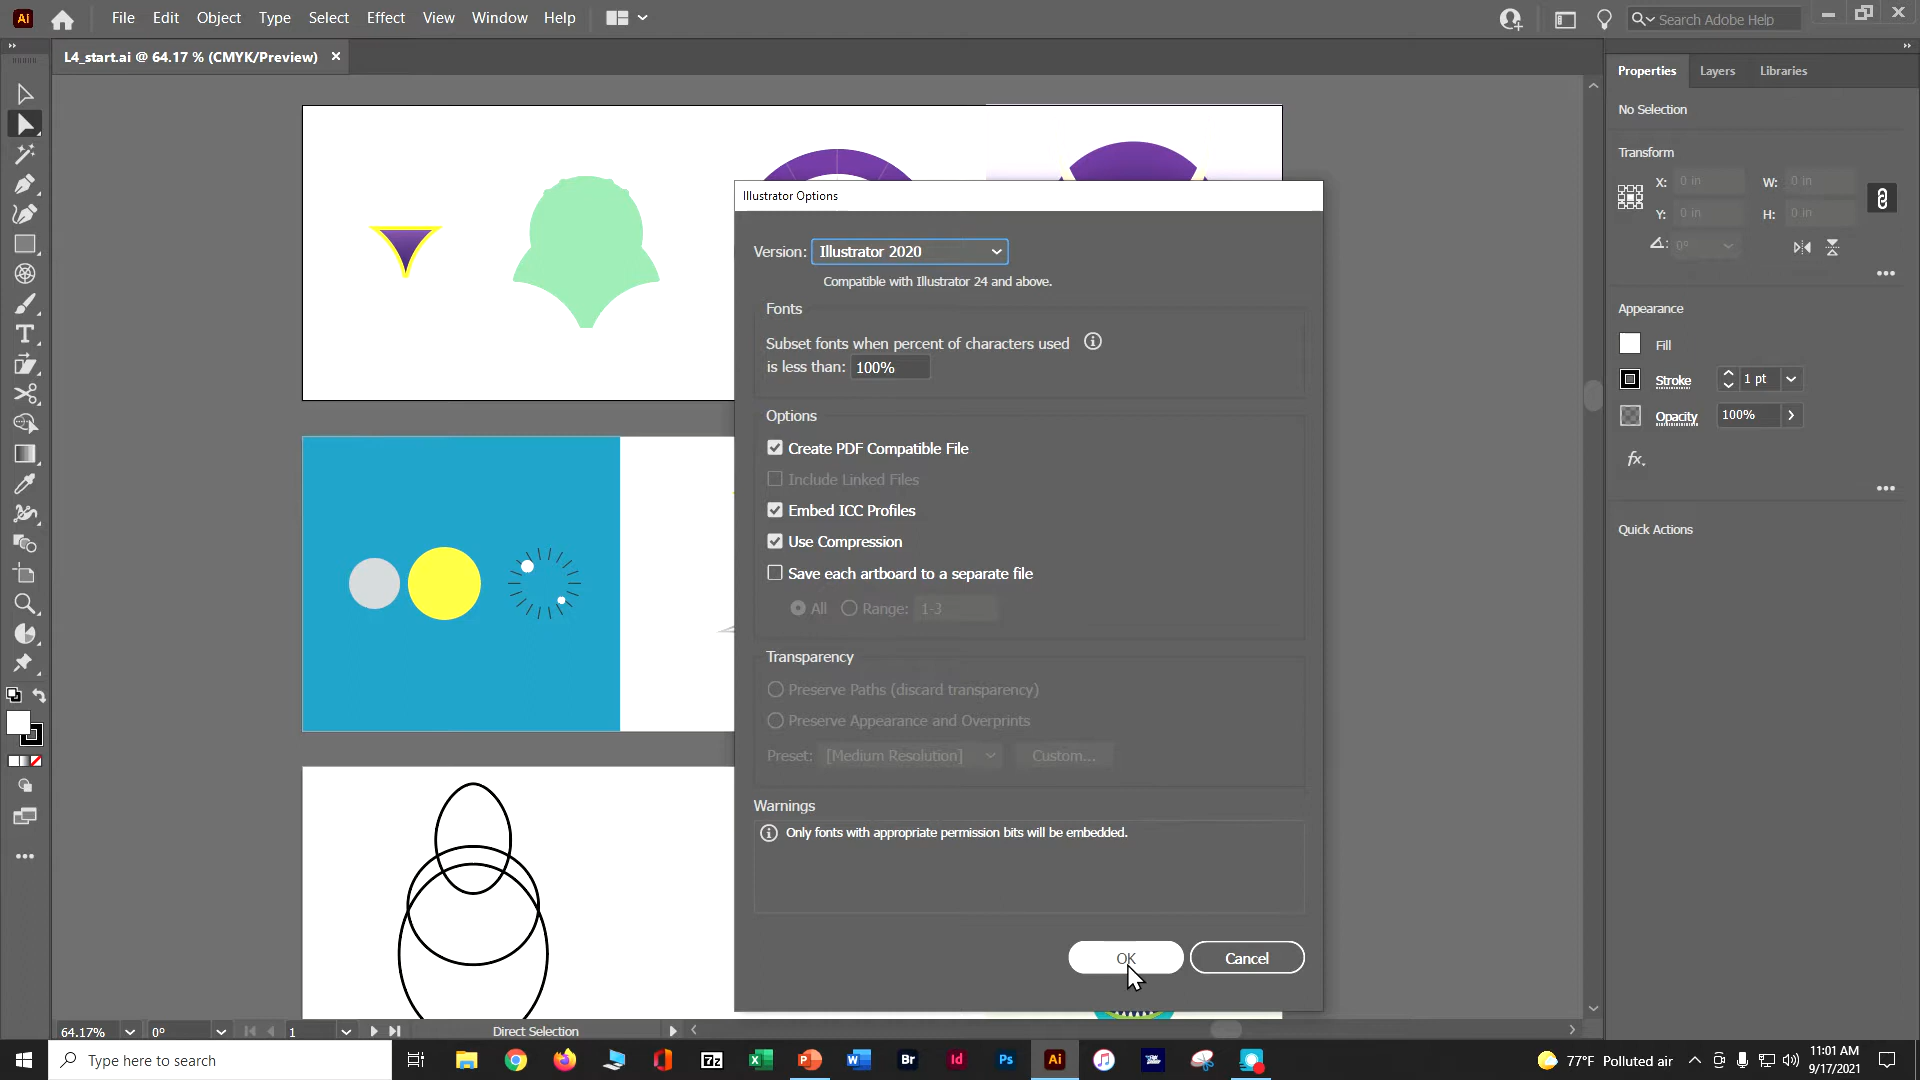 Ai File Edit Object Type Select Effect View Window Help Search Adobe Help
L4_start.ai @ 64.17 % (CMYK/Preview) ×
Properties Layers Libraries
No Selection
Transform
X: 0 in W: 0 in
Y: 0 in H: 0 in
0°
Appearance
Fill
Stroke 1 pt
Opacity 100%
fx.
Quick Actions
Illustrator Options
Version: Illustrator 2020
Compatible with Illustrator 24 and above.
Fonts
Subset fonts when percent of characters used
is less than: 100%
Options
Create PDF Compatible File
Include Linked Files
Embed ICC Profiles
Use Compression
Save each artboard to a separate file
All Range: 1-3
Transparency
Preserve Paths (discard transparency)
Preserve Appearance and Overprints
Preset: [Medium Resolution] Custom...
Warnings
Only fonts with appropriate permission bits will be embedded.
OK Cancel
64.17% 0° 1 Direct Selection
Type here to search
7z Br Id Ps Ai
77°F Polluted air
11:01 AM
9/17/2021